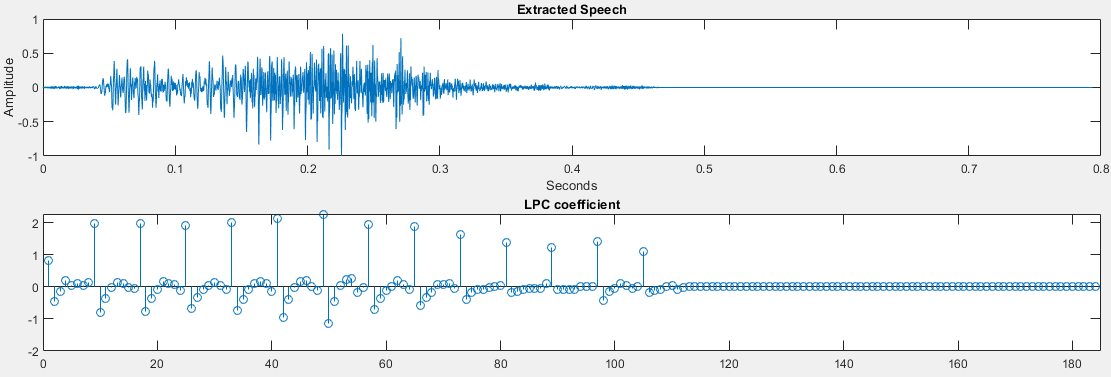 Extracted Speech
1
0.5
0
-0.5
-1
Amplitude
0 0.1 0.2 0.3 0.4 0.5 0.6 0.7 0.8
Seconds
LPC coefficient
2
1
0
-1
-2
0 20 40 60 80 100 120 140 160 180